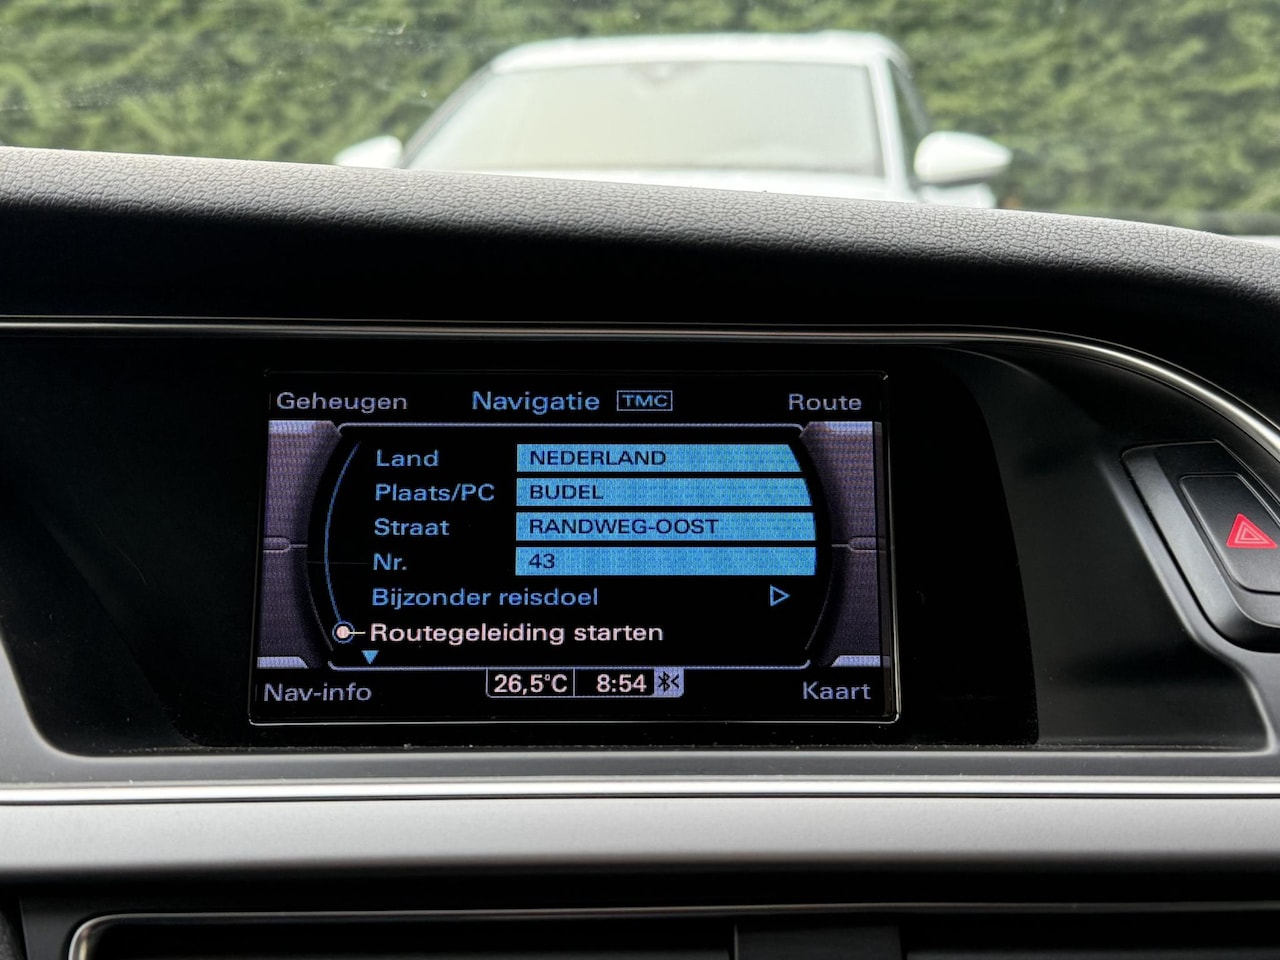 Geheugen Navigatie TMC Route
Land NEDERLAND
Plaats/PC BUDEL
Straat RANDWEG-OOST
Nr. 43
Bijzonder reisdoel
Routegeleiding starten
Nav-info 26,5°C 8:54 Kaart